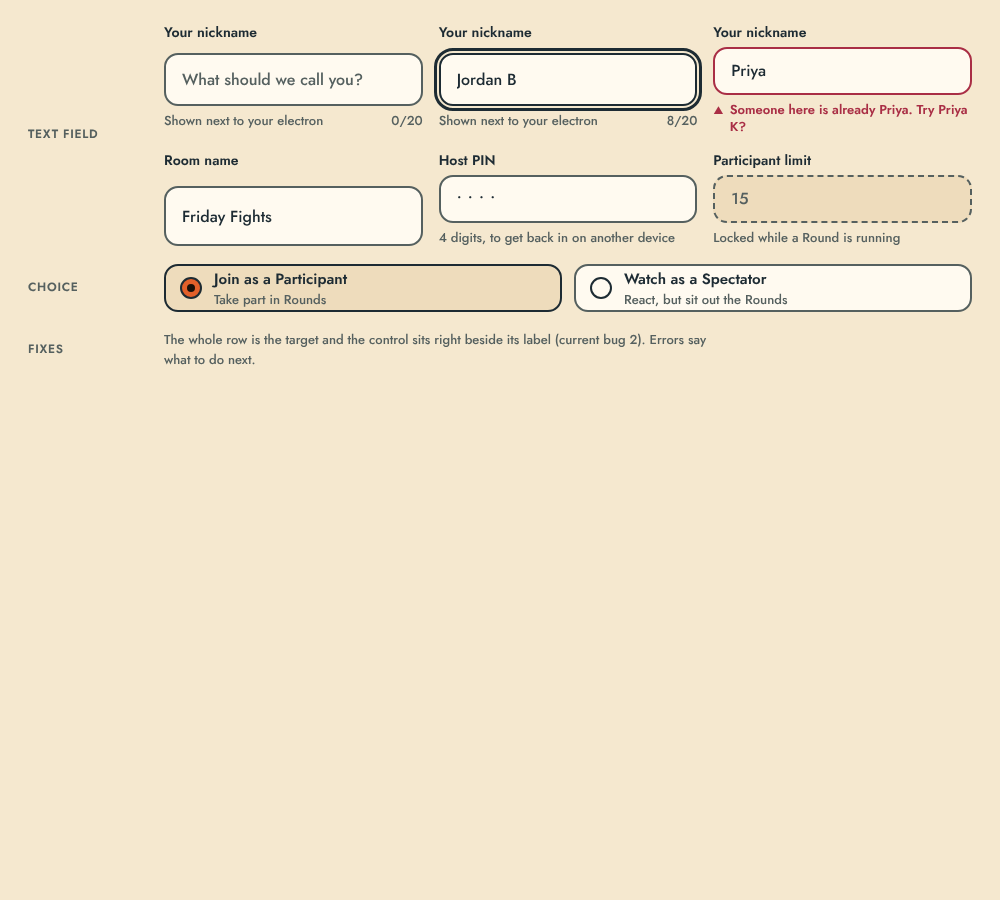 Your nickname
Your nickname
Your nickname
What should we call you?
Jordan B
Priya
Shown next to your electron
0/20
Shown next to your electron
8/20
▲ Someone here is already Priya. Try Priya
K?
TEXT FIELD
Room name
Host PIN
Participant limit
Friday Fights
· · · ·
15
4 digits, to get back in on another device
Locked while a Round is running
CHOICE
Join as a Participant
Take part in Rounds
Watch as a Spectator
React, but sit out the Rounds
FIXES
The whole row is the target and the control sits right beside its label (current bug 2). Errors say
what to do next.